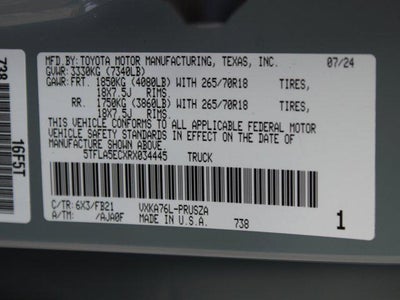 MFD.BY:TOYOTA MOTOR MANUFACTURING, TEXAS, INC. 07/24
GVWR: 3330KG (7340LB)
GAWR: FRT. 1850KG (4080LB) WITH 265/70R18 TIRES,
18X7.5J RIMS.
RR. 1750KG (3860LB) WITH 265/70R18 TIRES,
18X7.5J RIMS.
THIS VEHICLE CONFORMS TO ALL APPLICABLE FEDERAL MOTOR
VEHICLE SAFETY STANDARDS IN EFFECT ON THE DATE OF
MANUFACTURE SHOWN ABOVE.
5TFLA5ECXRX034445 TRUCK
C/TR: 6X3/FB21 VXKA76L-PRUSZA
A/TM: /AJA0F MADE IN U.S.A. 738 1
738
16F5T